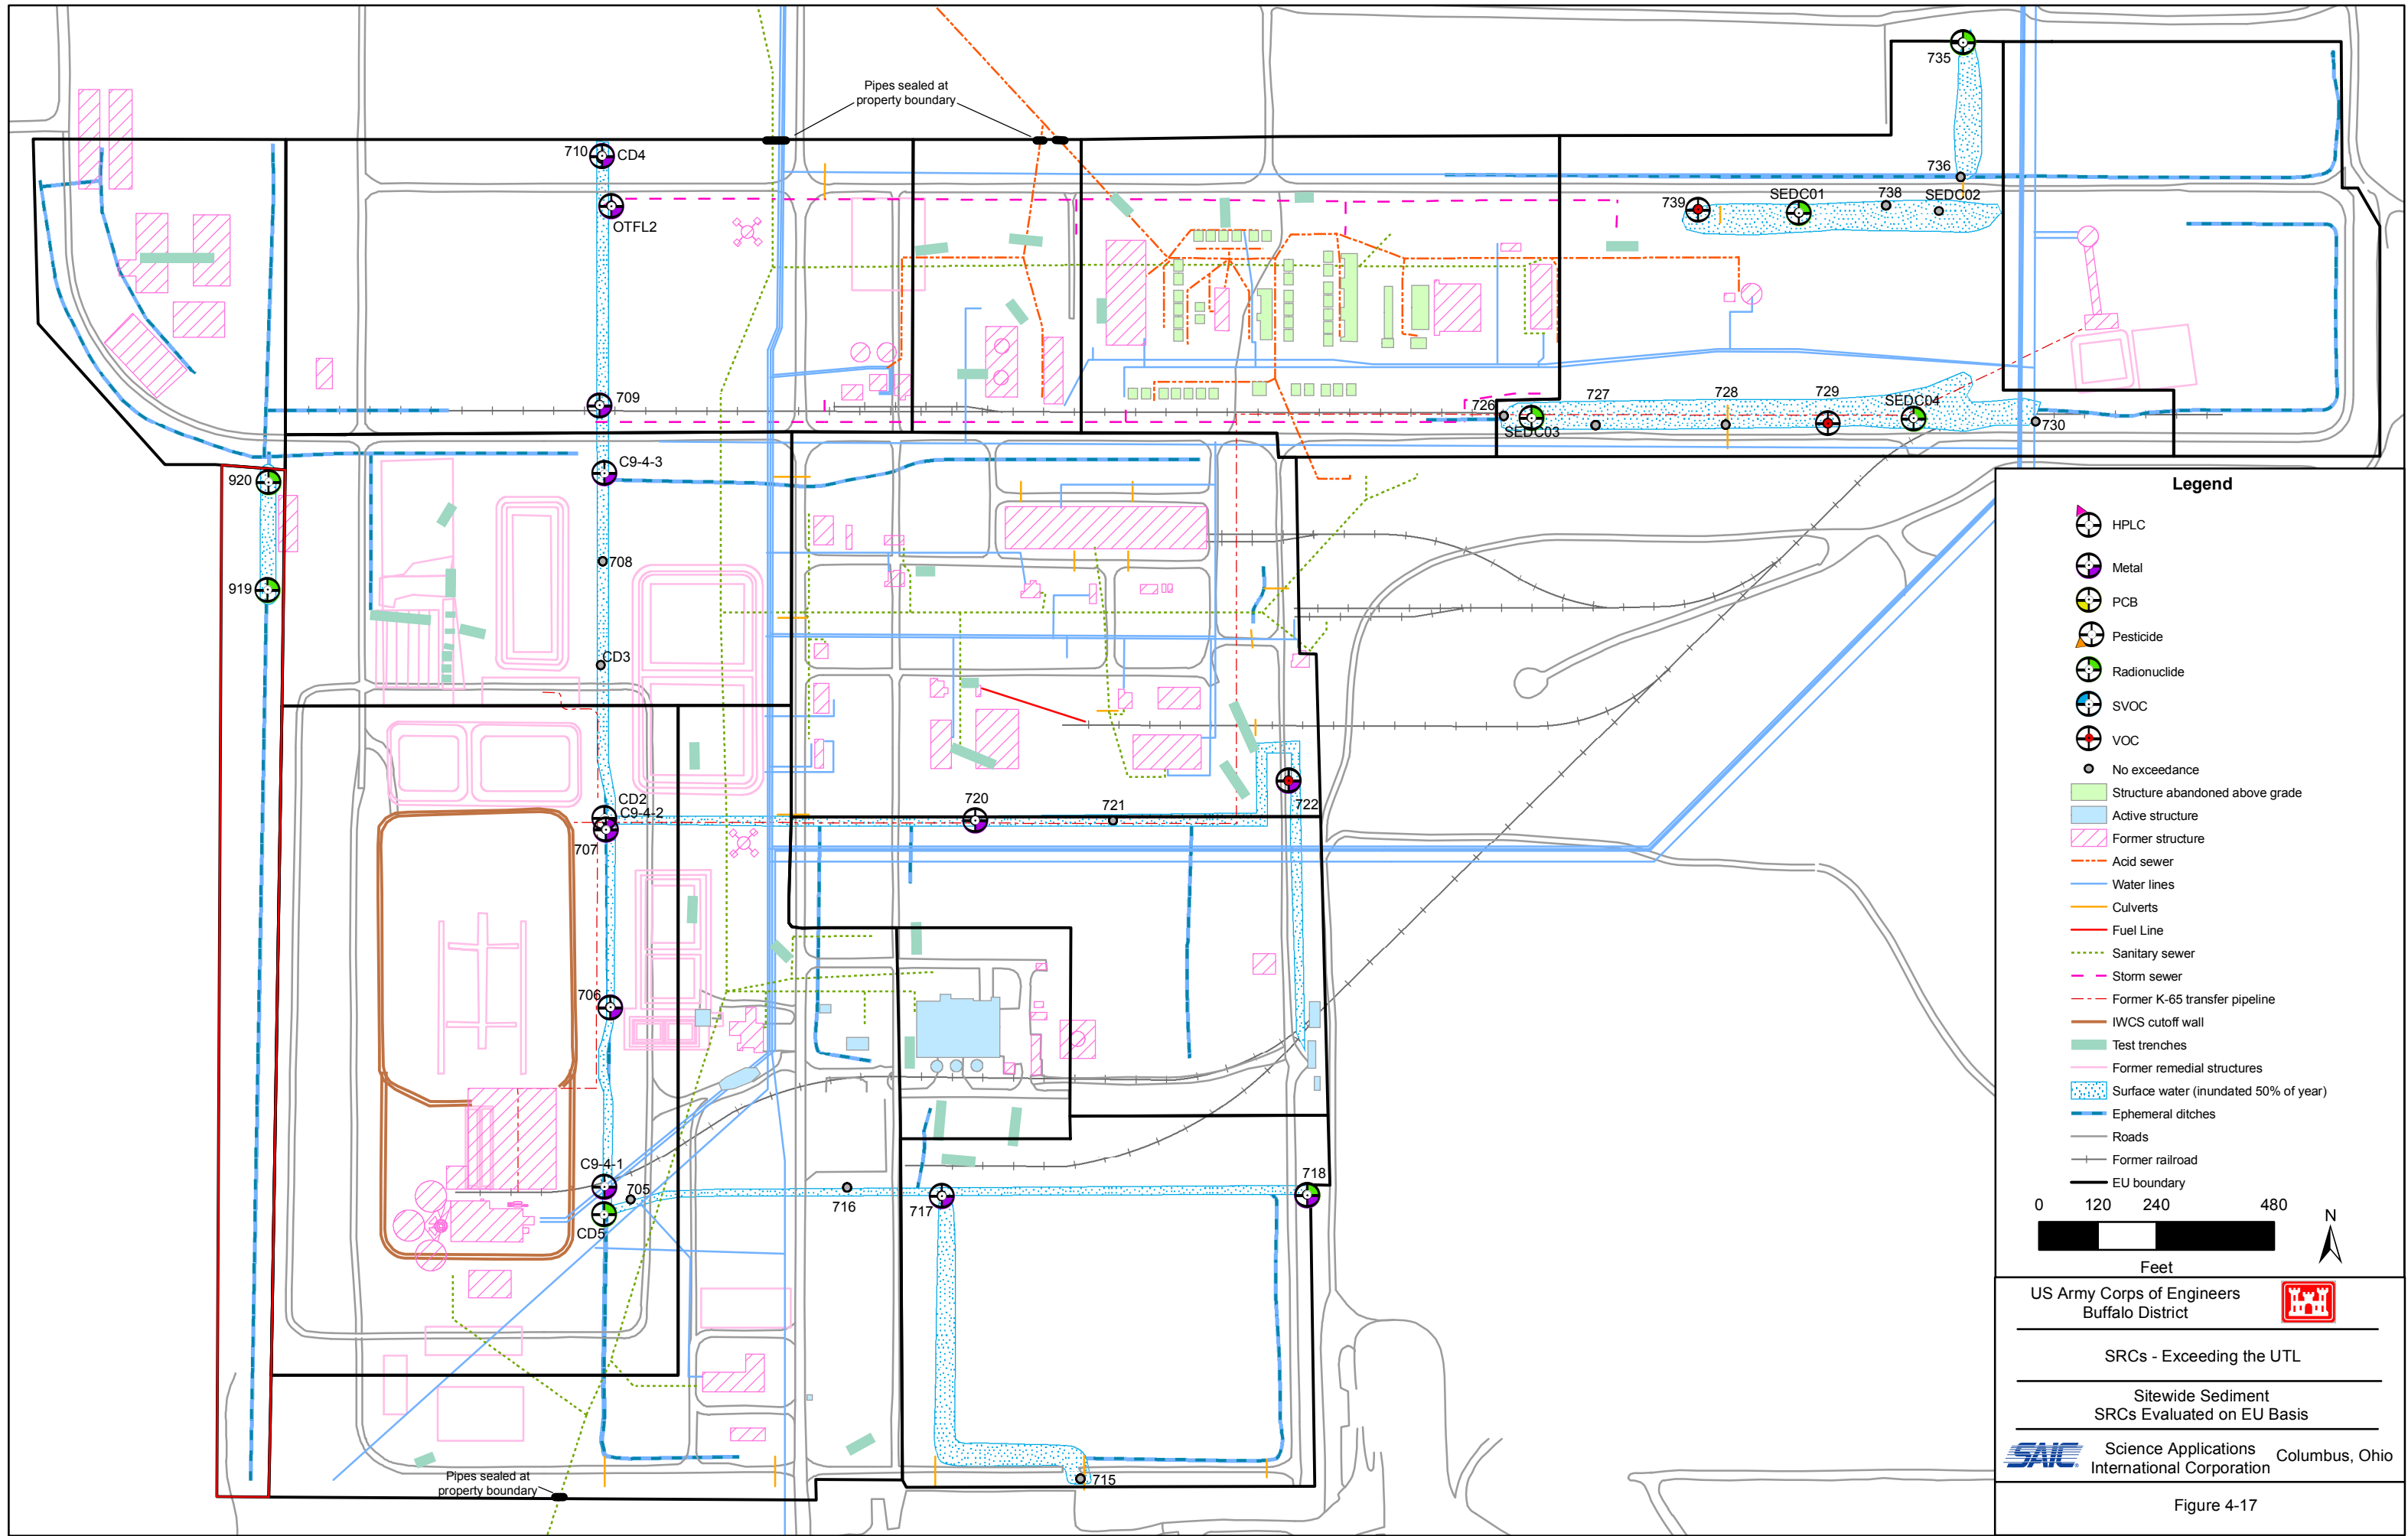 Pipes sealed at
property boundary
735
736
710
CD4
OTFL2
739
SEDC01
738
SEDC02
709
726
SEDC03
727
728
729
SEDC04
730
920
C9-4-3
919
708
CD3
CD2
C9-4-2
707
720
721
722
706
C9-4-1
705
CD5
716
717
718
715
Pipes sealed at
property boundary
Legend
HPLC
Metal
PCB
Pesticide
Radionuclide
SVOC
VOC
No exceedance
Structure abandoned above grade
Active structure
Former structure
Acid sewer
Water lines
Culverts
Fuel Line
Sanitary sewer
Storm sewer
Former K-65 transfer pipeline
IWCS cutoff wall
Test trenches
Former remedial structures
Surface water (inundated 50% of year)
Ephemeral ditches
Roads
Former railroad
EU boundary
0 120 240 480
Feet
N
US Army Corps of Engineers
Buffalo District
SRCs - Exceeding the UTL
Sitewide Sediment
SRCs Evaluated on EU Basis
SAIC
Science Applications
International Corporation
Columbus, Ohio
Figure 4-17